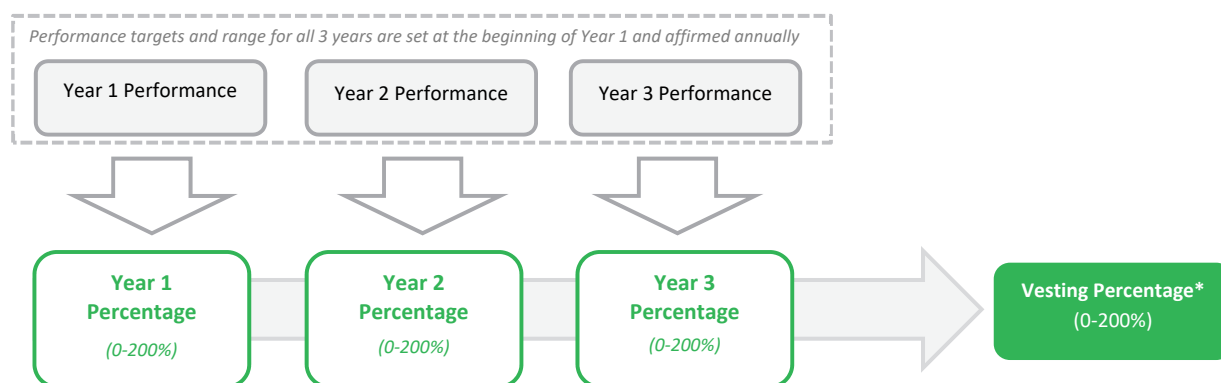 Performance targets and range for all 3 years are set at the beginning of Year 1 and affirmed annually
Year 1 Performance
Year 2 Performance
Year 3 Performance
Year 1
Percentage
(0-200%)
Year 2
Percentage
(0-200%)
Year 3
Percentage
(0-200%)
Vesting Percentage*
(0-200%)